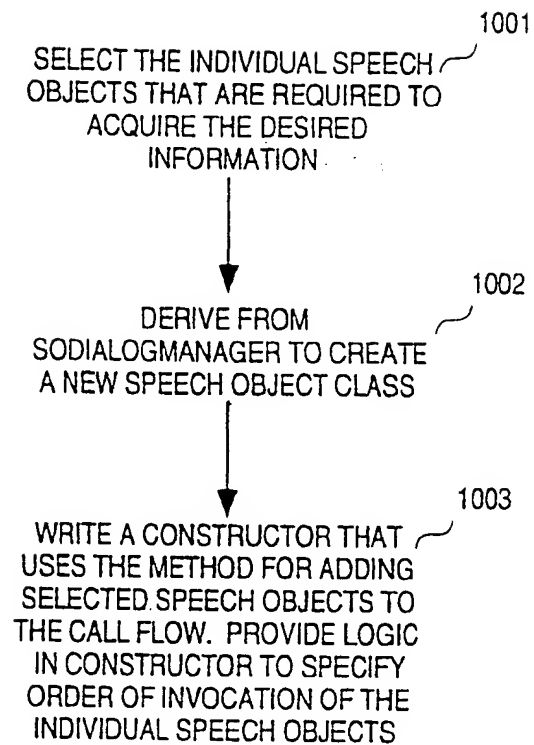 1001
SELECT THE INDIVIDUAL SPEECH
OBJECTS THAT ARE REQUIRED TO
ACQUIRE THE DESIRED
INFORMATION
1002
DERIVE FROM
SODIALOGMANAGER TO CREATE
A NEW SPEECH OBJECT CLASS
1003
WRITE A CONSTRUCTOR THAT
USES THE METHOD FOR ADDING
SELECTED SPEECH OBJECTS TO
THE CALL FLOW. PROVIDE LOGIC
IN CONSTRUCTOR TO SPECIFY
ORDER OF INVOCATION OF THE
INDIVIDUAL SPEECH OBJECTS